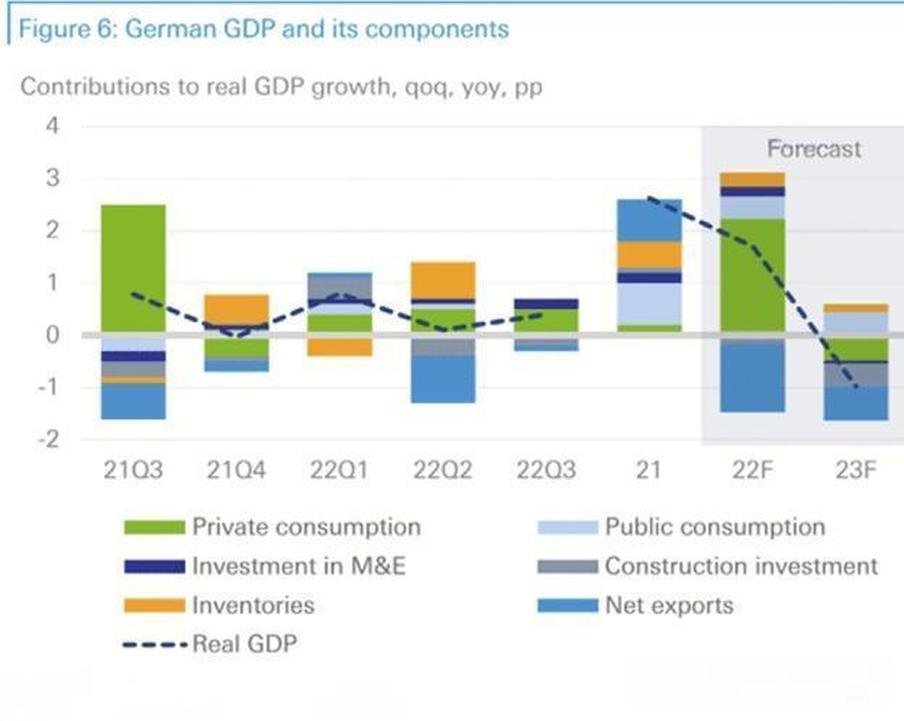 Figure 6: German GDP and its components
Contributions to real GDP growth, qoq, yoy, pp
4
Forecast
3
2
1
0
-1
-2
21Q3 21Q4 22Q1 22Q2 22Q3 21 22F 23F
Private consumption Public consumption
Investment in M&E Construction investment
Inventories Net exports
Real GDP